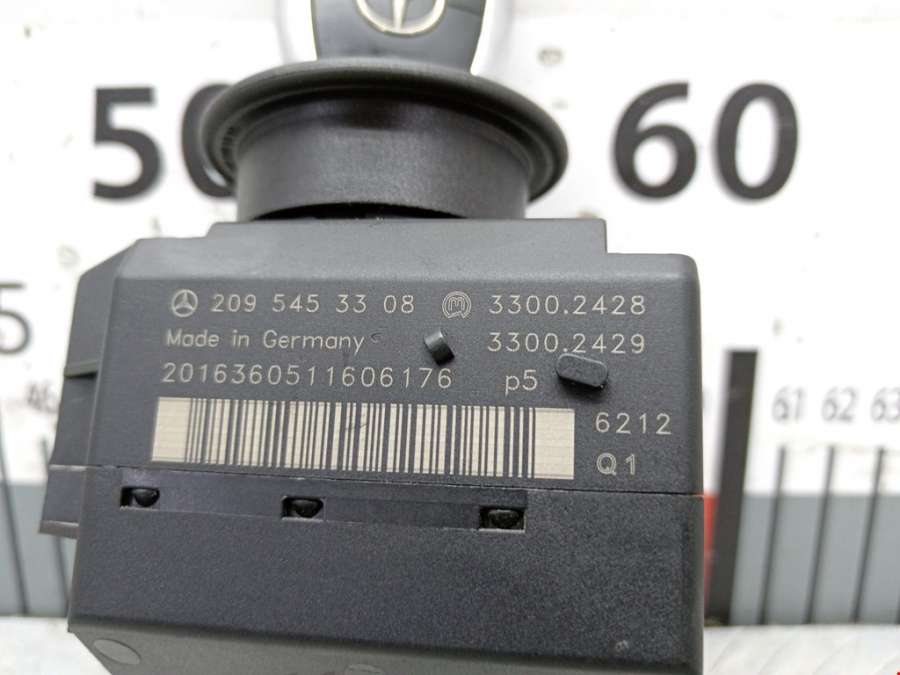 50 60
209 545 33 08 3300.2428
Made in Germany 3300.2429
2016360511606176 p5
6212
Q1
61 62 63